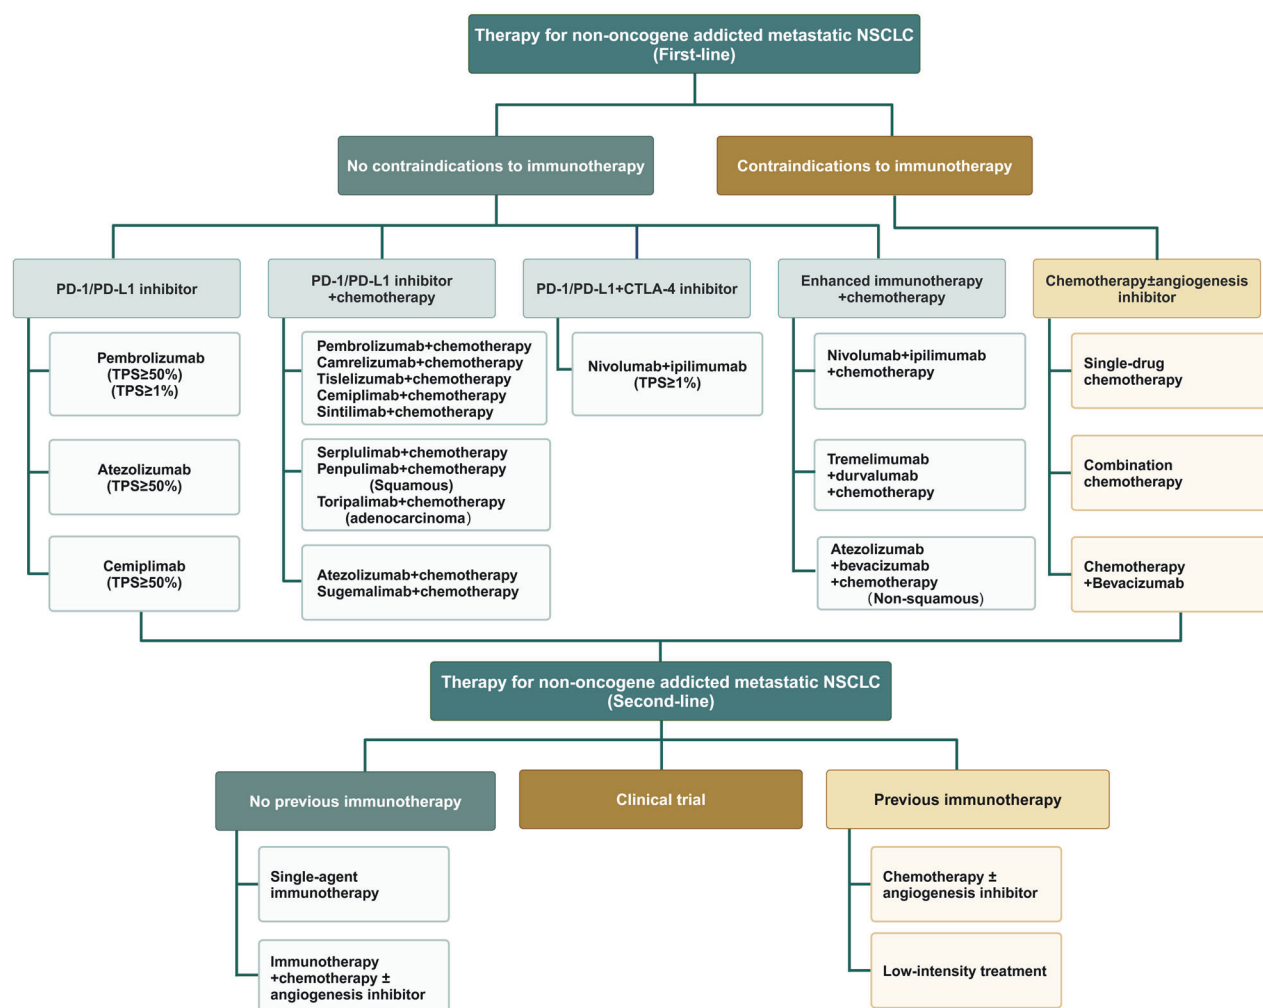 Therapy for non-oncogene addicted metastatic NSCLC
(First-line)
No contraindications to immunotherapy
Contraindications to immunotherapy
PD-1/PD-L1 inhibitor
PD-1/PD-L1 inhibitor
+chemotherapy
PD-1/PD-L1+CTLA-4 inhibitor
Enhanced immunotherapy
+chemotherapy
Chemotherapy±angiogenesis
inhibitor
Pembrolizumab
(TPS≥50%)
(TPS≥1%)
Atezolizumab
(TPS≥50%)
Cemiplimab
(TPS≥50%)
Pembrolizumab+chemotherapy
Camrelizumab+chemotherapy
Tislelizumab+chemotherapy
Cemiplimab+chemotherapy
Sintilimab+chemotherapy
Serplulimab+chemotherapy
Penpulimab+chemotherapy
(Squamous)
Toripalimab+chemotherapy
(adenocarcinoma）
Atezolizumab+chemotherapy
Sugemalimab+chemotherapy
Nivolumab+ipilimumab
(TPS≥1%)
Nivolumab+ipilimumab
+chemotherapy
Tremelimumab
+durvalumab
+chemotherapy
Atezolizumab
+bevacizumab
+chemotherapy
（Non-squamous）
Single-drug
chemotherapy
Combination
chemotherapy
Chemotherapy
+Bevacizumab
Therapy for non-oncogene addicted metastatic NSCLC
(Second-line)
No previous immunotherapy
Clinical trial
Previous immunotherapy
Single-agent
immunotherapy
Immunotherapy
+chemotherapy ±
angiogenesis inhibitor
Chemotherapy ±
angiogenesis inhibitor
Low-intensity treatment